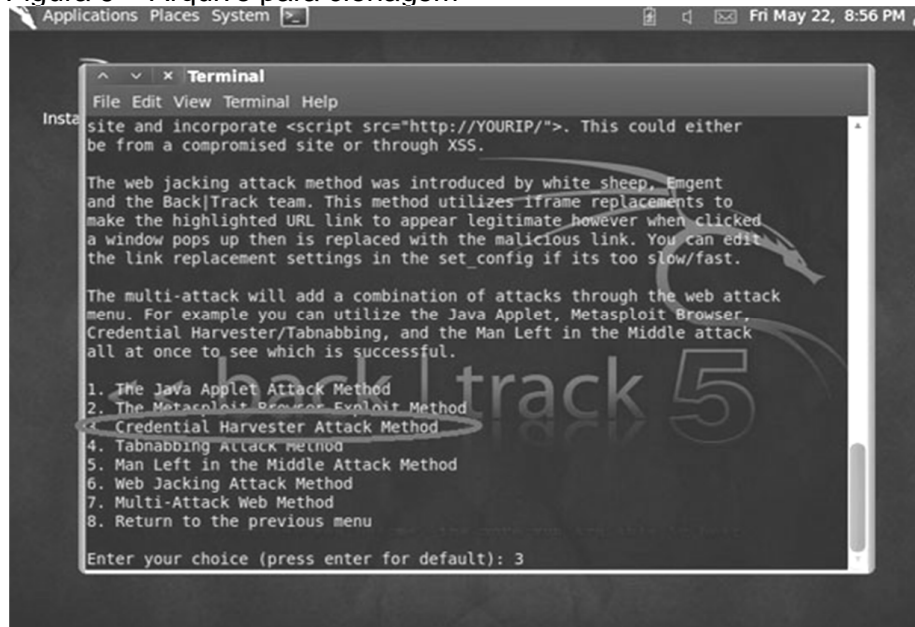 Applications Places System
Fri May 22, 8:56 PM
Terminal
File Edit View Terminal Help
Insta
site and incorporate <script src="http://YOURIP/">. This could either
be from a compromised site or through XSS.
The web jacking attack method was introduced by white_sheep, Emgent
and the Back|Track team. This method utilizes iframe replacements to
make the highlighted URL link to appear legitimate however when clicked
a window pops up then is replaced with the malicious link. You can edit
the link replacement settings in the set_config if its too slow/fast.
The multi-attack will add a combination of attacks through the web attack
menu. For example you can utilize the Java Applet, Metasploit Browser,
Credential Harvester/Tabnabbing, and the Man Left in the Middle attack
all at once to see which is successful.
<< back | track 5
1. The Java Applet Attack Method
2. The Metasploit Browser Exploit Method
3. Credential Harvester Attack Method
4. Tabnabbing Attack Method
5. Man Left in the Middle Attack Method
6. Web Jacking Attack Method
7. Multi-Attack Web Method
8. Return to the previous menu
Enter your choice (press enter for default): 3